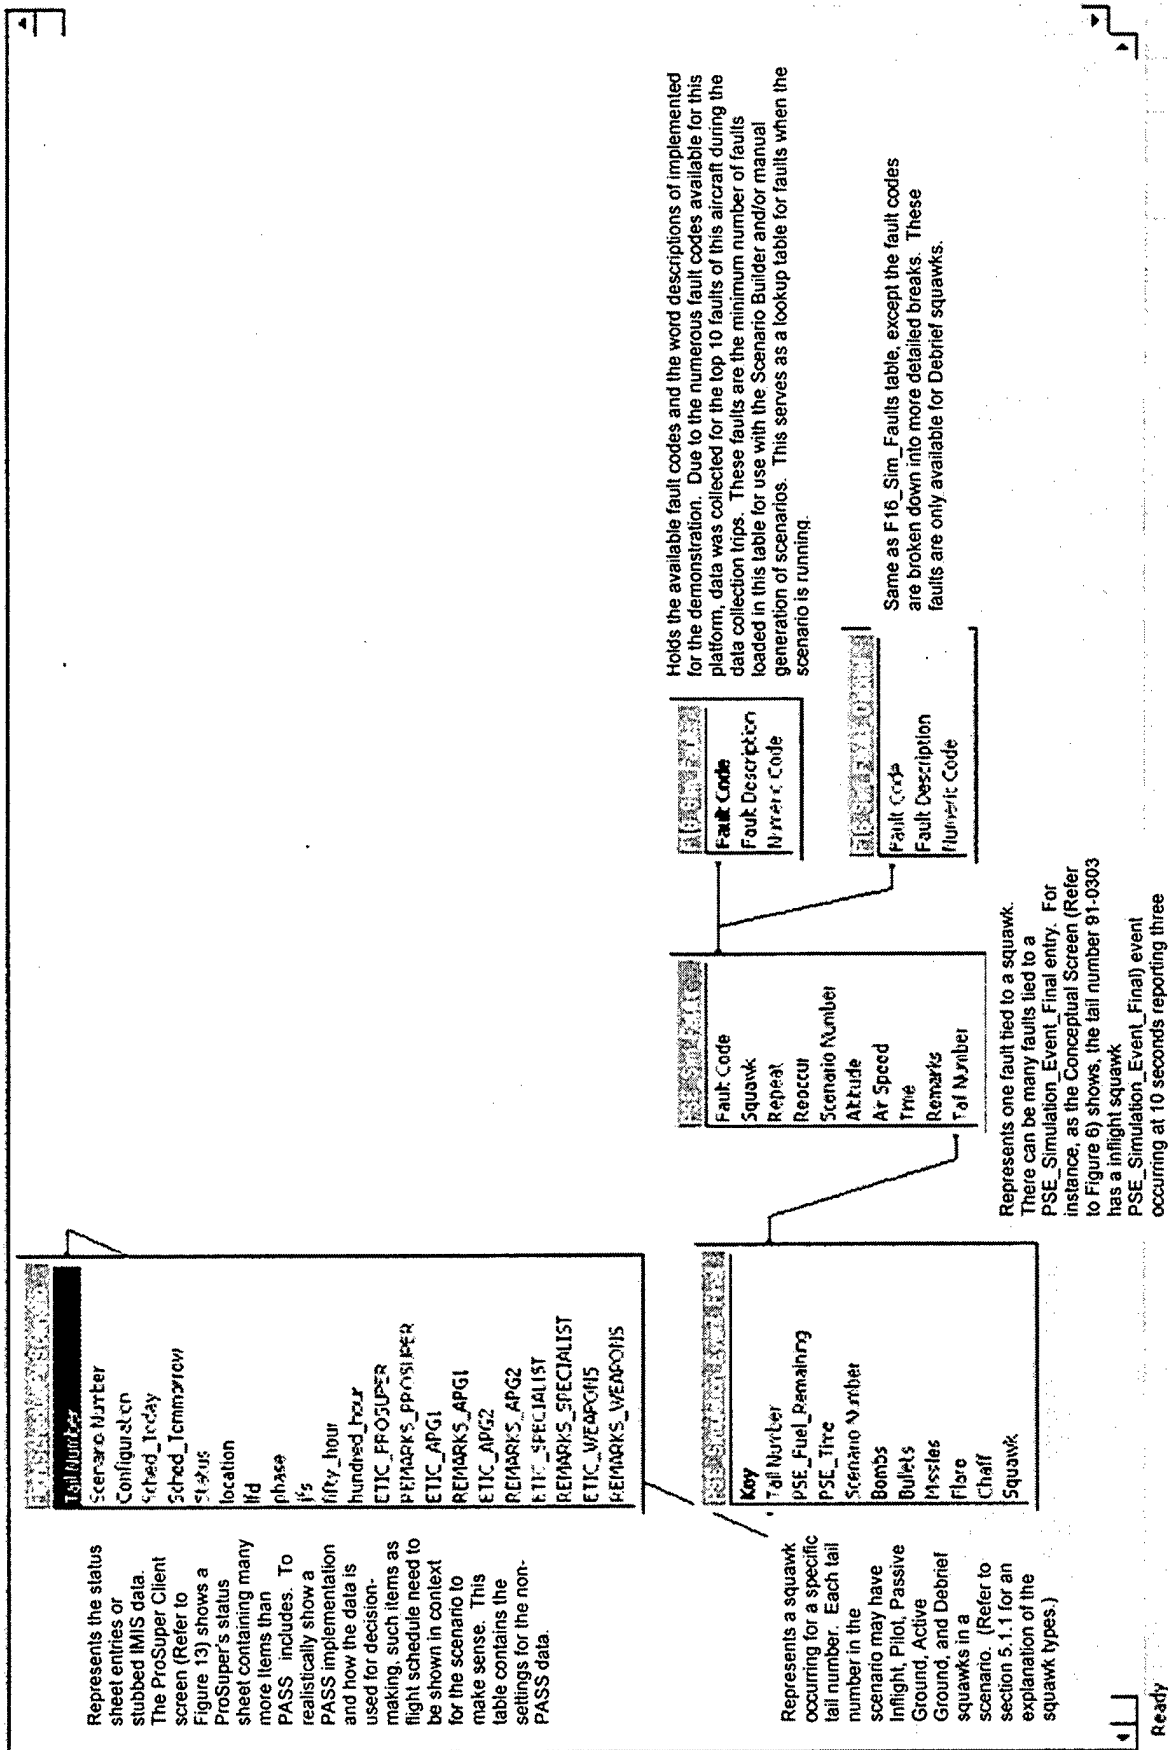 Represents the status
sheet entries or
stubbed IMIS data.
The ProSuper Client
screen (Refer to
Figure 13) shows a
ProSuper's status
sheet containing many
more items than
PASS includes. To
realistically show a
PASS implementation
and how the data is
used for decision-
making, such items as
flight schedule need to
be shown in context
for the scenario to
make sense. This
table contains the
settings for the non-
PASS data.
Tail Number
Scenario Number
Configuration
Sched_Today
Sched_Tommorow
Status
location
lfd
phase
fifty_hour
hundred_hour
ETIC_PROSUPER
REMARKS_PROSUPER
ETIC_APG1
REMARKS_APG1
ETIC_APG2
REMARKS_APG2
ETIC_SPECIALIST
REMARKS_SPECIALIST
ETIC_WEAPONS
REMARKS_WEAPONS
Represents a squawk
occurring for a specific
tail number. Each tail
number in the
scenario may have
Inflight, Pilot, Passive
Ground, Active
Ground, and Debrief
squawks in a
scenario. (Refer to
section 5.1.1 for an
explanation of the
squawk types.)
Key
Tail Number
PSE_Fuel_Remaining
PSE_Time
Scenario Number
Bombs
Bullets
Missles
Flare
Chaff
Squawk
Fault Code
Squawk
Repeat
Reoccur
Scenario Number
Altitude
Air Speed
Time
Remarks
Tail Number
Represents one fault tied to a squawk.
There can be many faults tied to a
PSE_Simulation_Event_Final entry. For
instance, as the Conceptual Screen (Refer
to Figure 6) shows, the tail number 91-0303
has a inflight squawk
PSE_Simulation_Event_Final) event
occurring at 10 seconds reporting three
Fault Code
Fault Description
Numeric Code
Holds the available fault codes and the word descriptions of implemented
for the demonstration. Due to the numerous fault codes available for this
platform, data was collected for the top 10 faults of this aircraft during the
data collection trips. These faults are the minimum number of faults
loaded in this table for use with the Scenario Builder and/or manual
generation of scenarios. This serves as a lookup table for faults when the
scenario is running.
Fault Code
Fault Description
Numeric Code
Same as F16_Sim_Faults table, except the fault codes
are broken down into more detailed breaks. These
faults are only available for Debrief squawks.
Ready